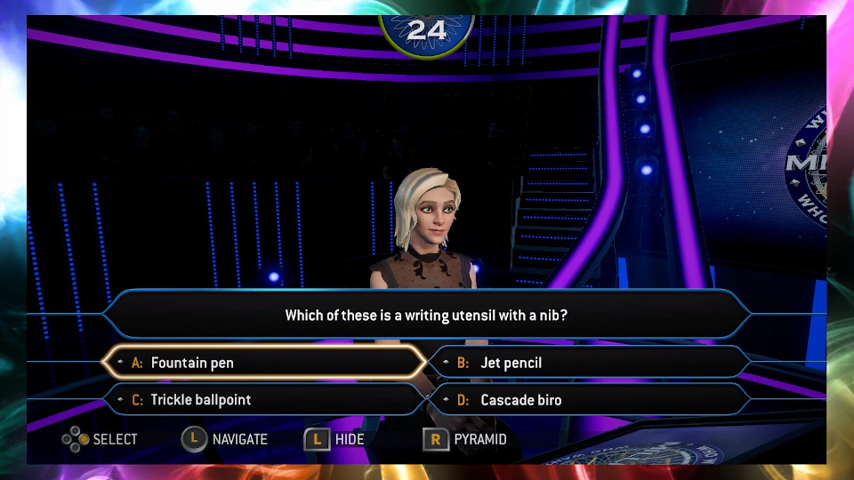 24
Which of these is a writing utensil with a nib?
A: Fountain pen
B: Jet pencil
C: Trickle ballpoint
D: Cascade biro
SELECT
L NAVIGATE
L HIDE
R PYRAMID